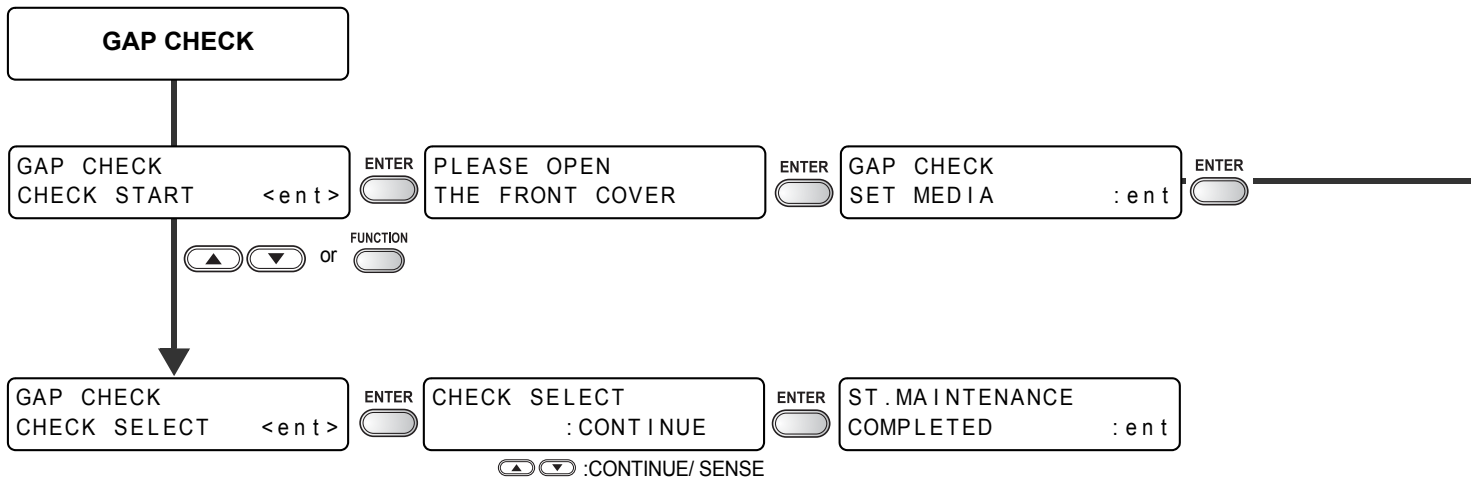 GAP CHECK
GAP CHECK
CHECK START <ent>
ENTER
PLEASE OPEN
THE FRONT COVER
ENTER
GAP CHECK
SET MEDIA :ent
ENTER
or
FUNCTION
GAP CHECK
CHECK SELECT <ent>
ENTER
CHECK SELECT
:CONTINUE
ENTER
ST.MAINTENANCE
COMPLETED :ent
:CONTINUE/ SENSE